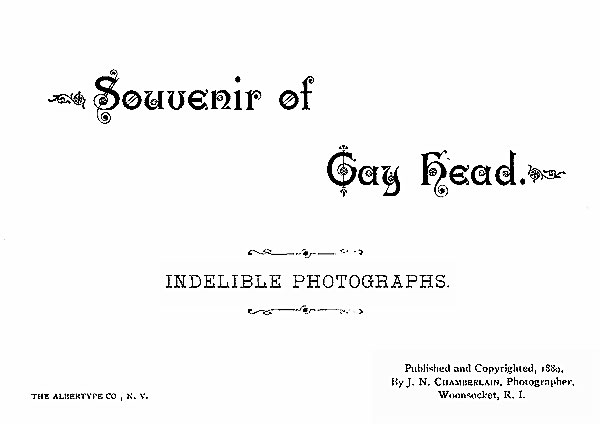 Souvenir of
Gay Head.
INDELIBLE PHOTOGRAPHS.
Published and Copyrighted,
By J. N. CHAMBERLAIN, Photographer,
Woonsocket, R. I.
THE ALBERTYPE CO., N. Y.